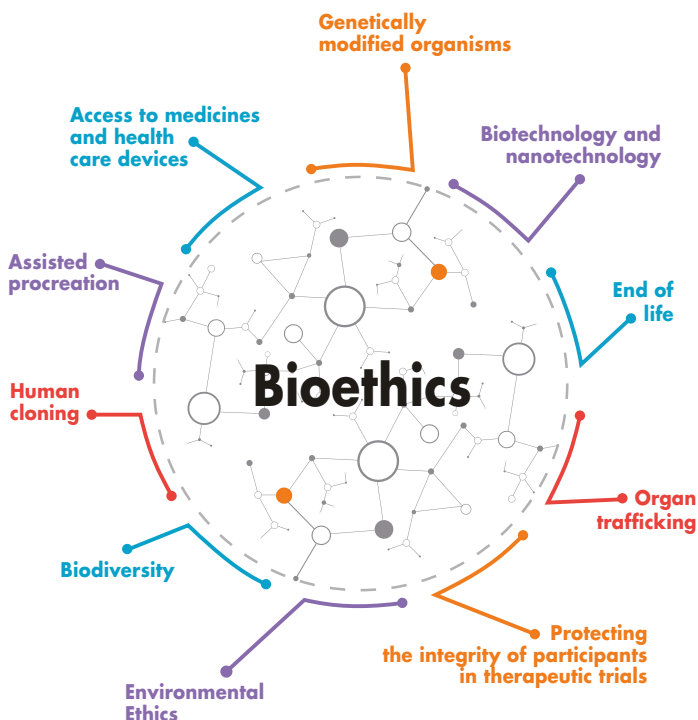 Genetically
modified organisms
Access to medicines
and health
care devices
Biotechnology and
nanotechnology
Assisted
procreation
End of
life
Bioethics
Human
cloning
Organ
trafficking
Biodiversity
Protecting
the integrity of participants
in therapeutic trials
Environmental
Ethics